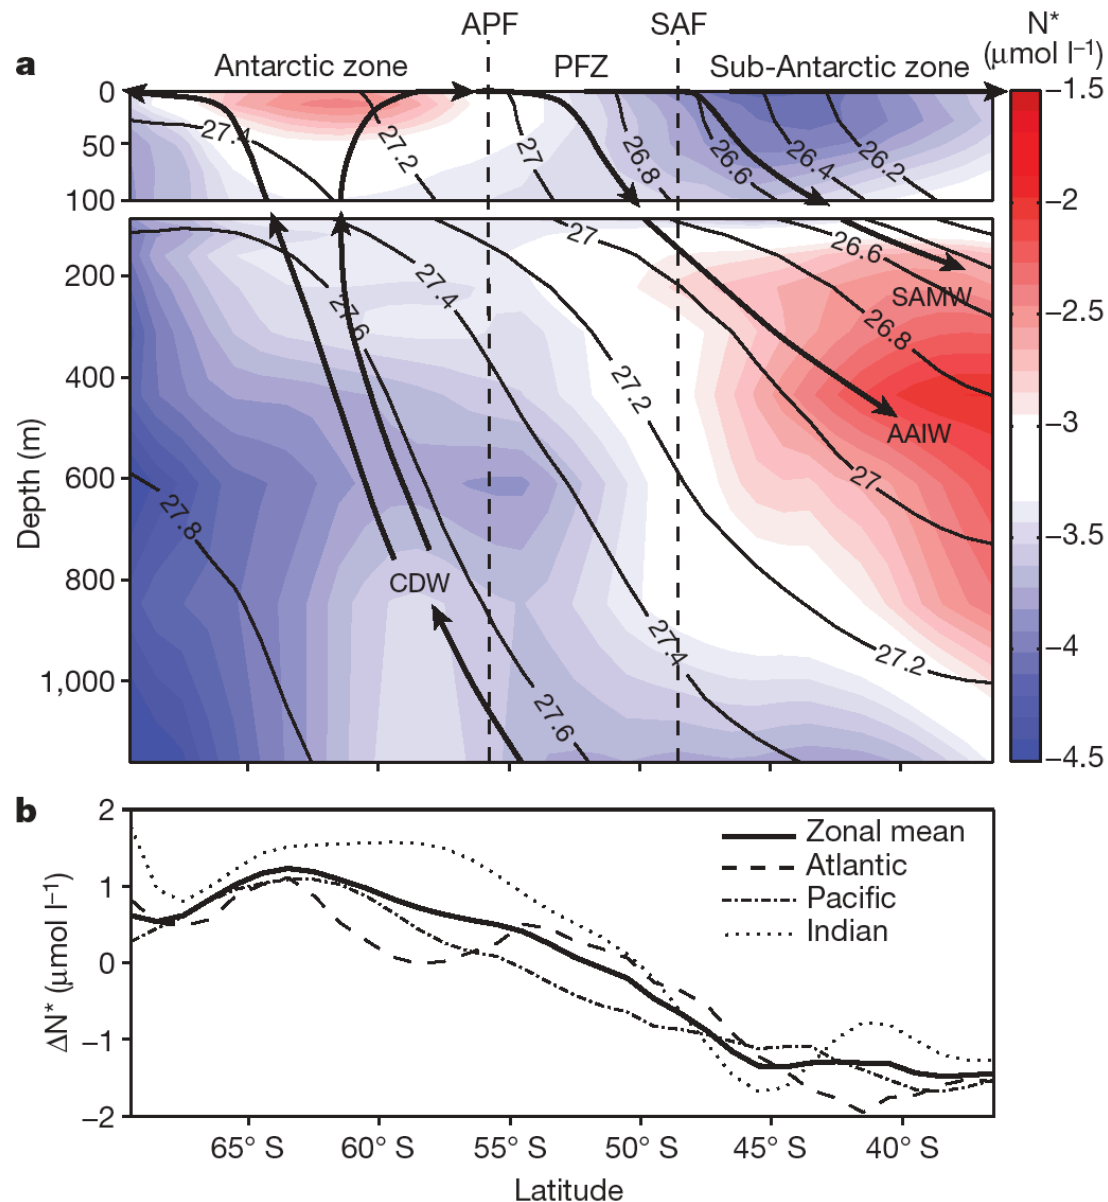 APF SAF N*
(μmol l⁻¹)
a Antarctic zone PFZ Sub-Antarctic zone
0
50
100
27.4 27.2 27 26.8 26.6 26.4 26.2
–1.5
–2
–2.5
–3
–3.5
–4
–4.5
Depth (m)
200
400
600
800
1,000
27.8
27.6
27.4
27
27.2
26.6
SAMW
26.8
AAIW
27
CDW
27.4
27.2
27.6
b
2
1
0
–1
–2
ΔN* (μmol l⁻¹)
Zonal mean
Atlantic
Pacific
Indian
65° S 60° S 55° S 50° S 45° S 40° S
Latitude